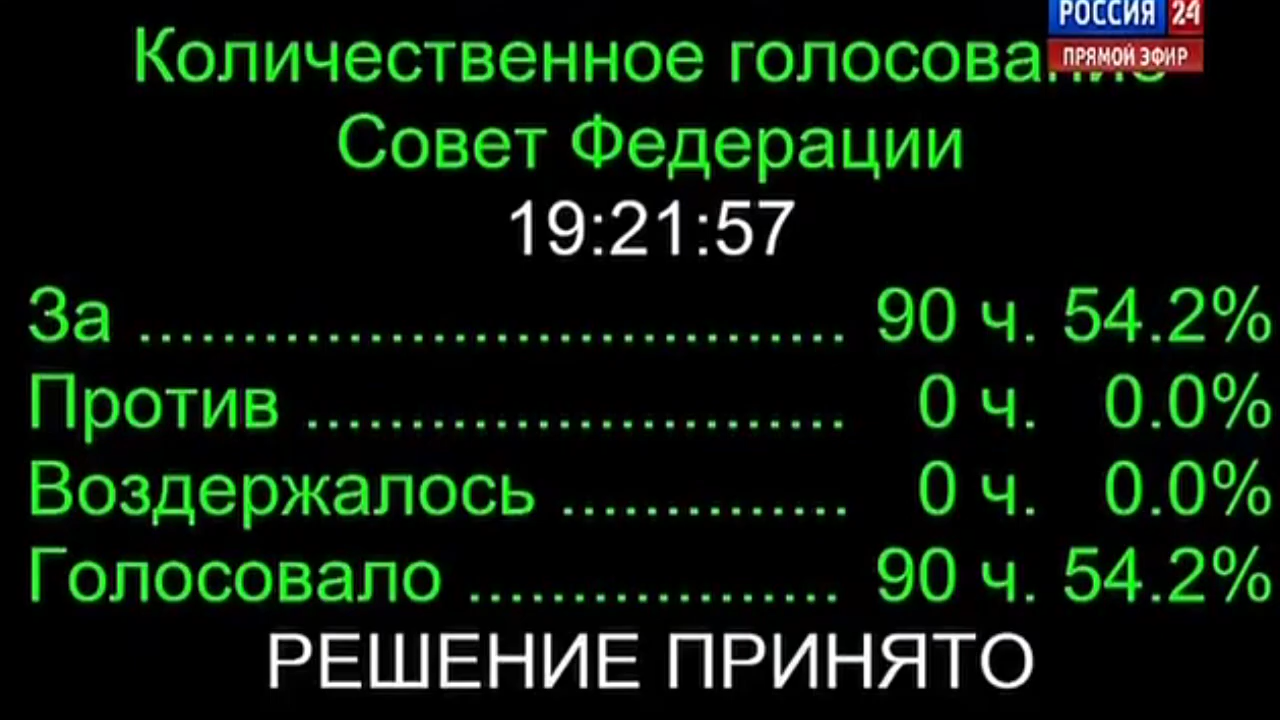 РОССИЯ 24
ПРЯМОЙ ЭФИР
Количественное голосование
Совет Федерации
19:21:57
За .................................. 90 ч. 54.2%
Против .......................... 0 ч. 0.0%
Воздержалось .............. 0 ч. 0.0%
Голосовало .................. 90 ч. 54.2%
РЕШЕНИЕ ПРИНЯТО